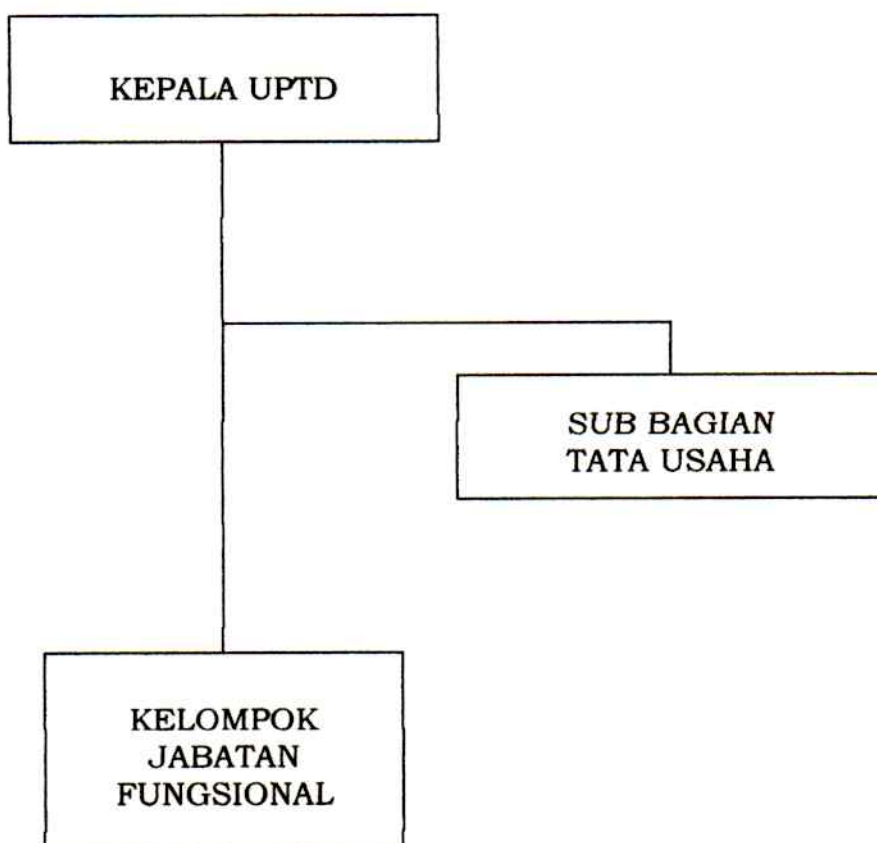 KEPALA UPTD
SUB BAGIAN
TATA USAHA
KELOMPOK
JABATAN
FUNGSIONAL